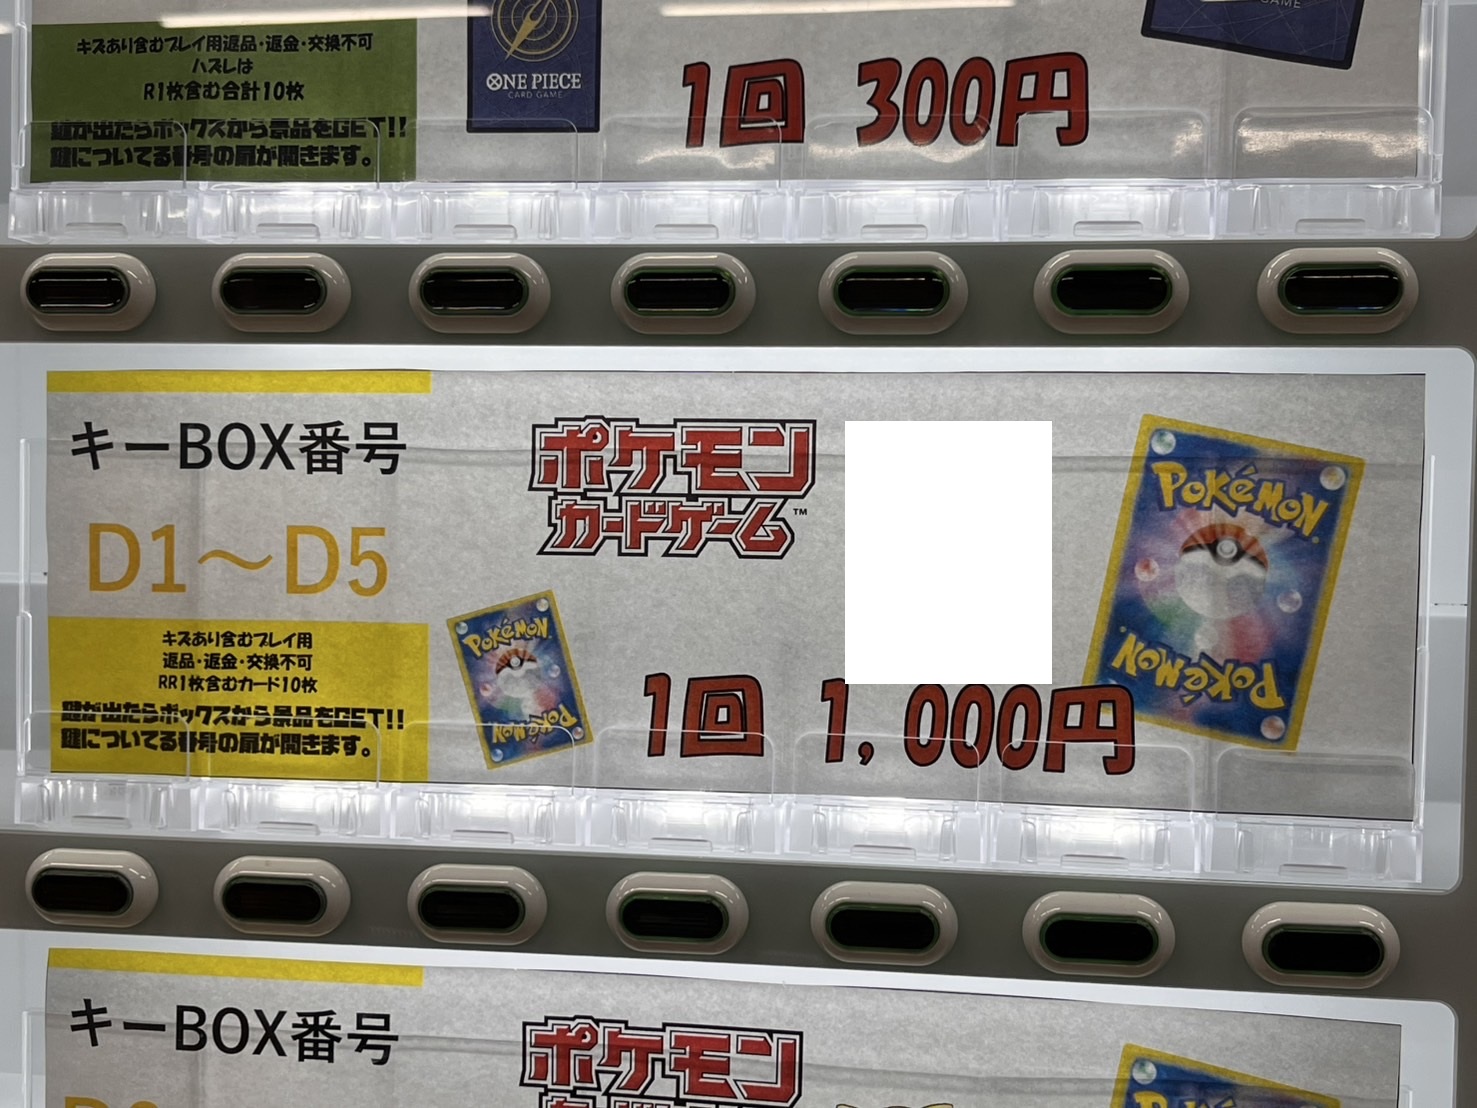 キズあり含むプレイ用返品・返金・交換不可
ハズレは
R1枚含む合計10枚
鍵が出たらボックスから景品をGET!!
鍵についてる番号の扉が開きます。
ONE PIECE
CARD GAME
1回 300円
GAME
キーBOX番号
D1～D5
キズあり含むプレイ用
返品・返金・交換不可
RR1枚含むカード10枚
鍵が出たらボックスから景品をGET!!
鍵についてる番号の扉が開きます。
ポケモン
カードゲーム™
POKéMON
POKéMON
1回 1,000円
POKéMON
POKéMON
キーBOX番号
ポケモン